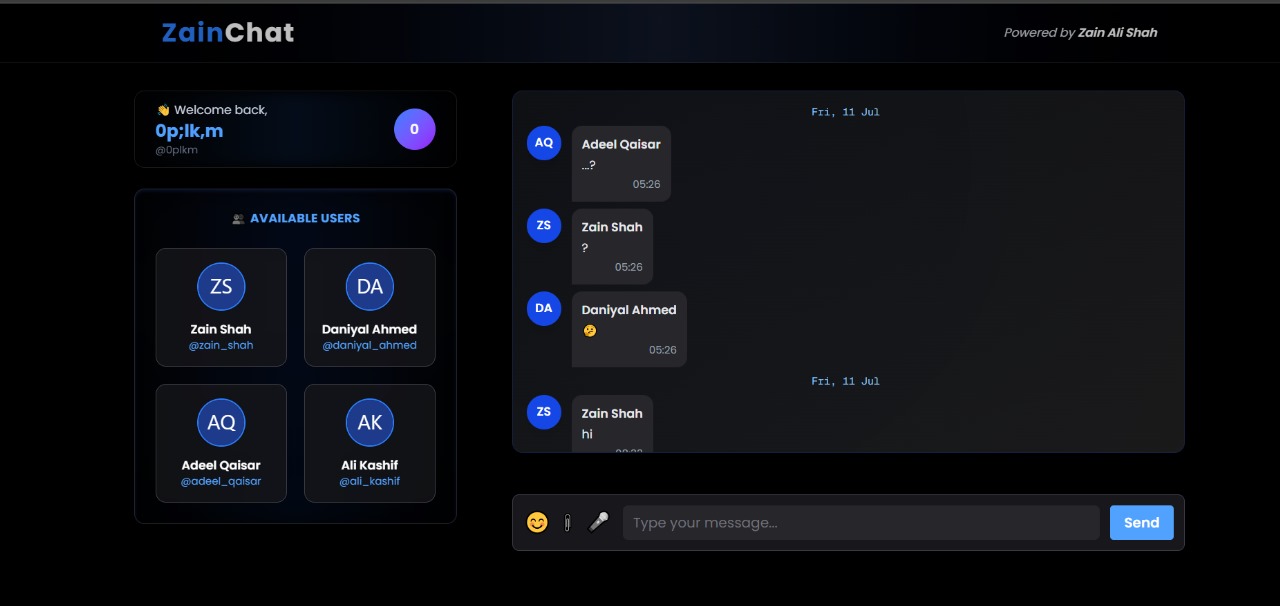 ZainChat
Powered by Zain Ali Shah
👋 Welcome back,
0p;lk,m
@0plkm
0
👥 AVAILABLE USERS
ZS
Zain Shah
@zain_shah
DA
Daniyal Ahmed
@daniyal_ahmed
AQ
Adeel Qaisar
@adeel_qaisar
AK
Ali Kashif
@ali_kashif
Fri, 11 Jul
AQ
Adeel Qaisar
...?
05:26
ZS
Zain Shah
?
05:26
DA
Daniyal Ahmed
🤔
05:26
Fri, 11 Jul
ZS
Zain Shah
hi
Type your message...
Send